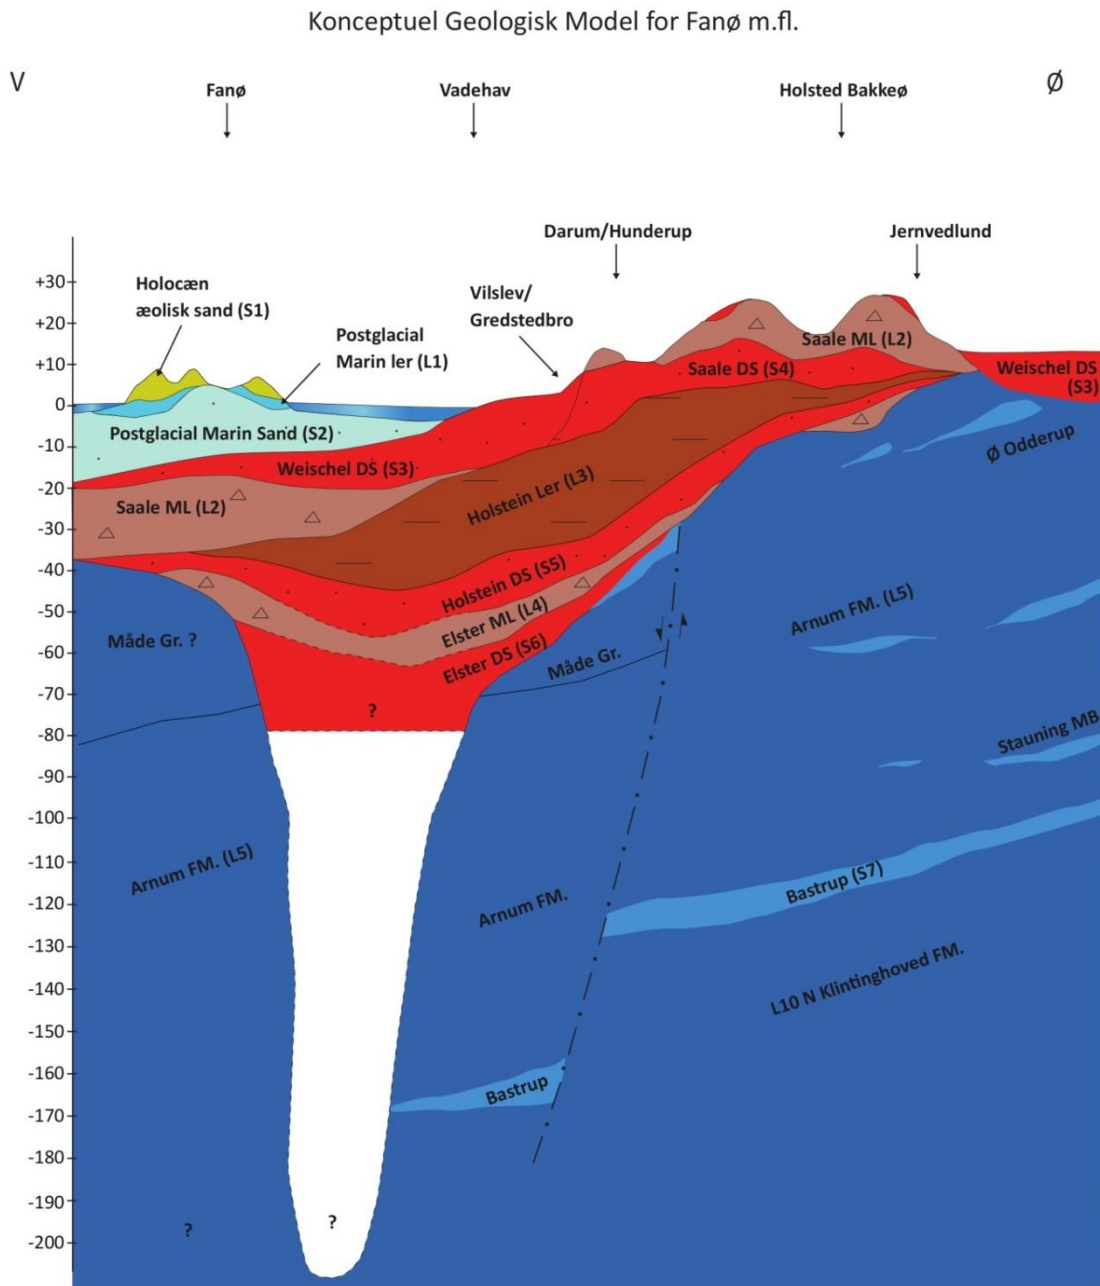 Konceptuel Geologisk Model for Fanø m.fl.
V
Fanø
Vadehav
Holsted Bakkeø
Ø
Darum/Hunderup
Jernvedlund
Holocæn
æolisk sand (S1)
Vilslev/
Gredstedbro
Postglacial
Marin ler (L1)
Saale ML (L2)
Saale DS (S4)
Weischel DS
(S3)
Postglacial Marin Sand (S2)
Weischel DS (S3)
Ø Odderup
Saale ML (L2)
Holstein Ler (L3)
Holstein DS (S5)
Elster ML (L4)
Elster DS (S6)
Arnum FM. (L5)
Måde Gr. ?
Måde Gr.
?
Stauning MB
Arnum FM. (L5)
Arnum FM.
Bastrup (S7)
L10 N Klintinghoved FM.
Bastrup
?
?
+30
+20
+10
0
-10
-20
-30
-40
-50
-60
-70
-80
-90
-100
-110
-120
-130
-140
-150
-160
-170
-180
-190
-200